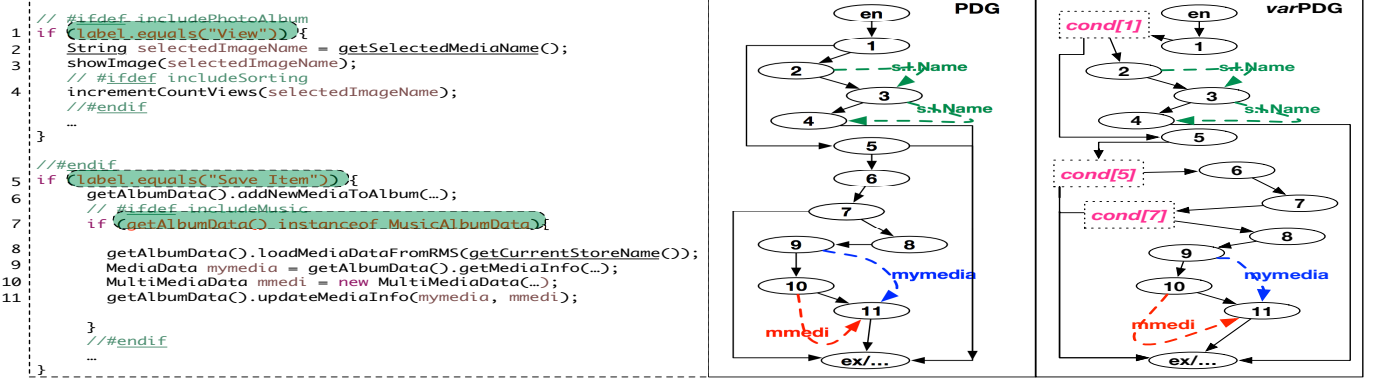 // #ifdef includePhotoAlbum
1 if (label.equals("View")) {
2 String selectedImageName = getSelectedMediaName();
3 showImage(selectedImageName);
// #ifdef includeSorting
4 incrementCountViews(selectedImageName);
//#endif
…
}
//#endif
5 if (label.equals("Save Item")) {
6 getAlbumData().addNewMediaToAlbum(…);
// #ifdef includeMusic
7 if (getAlbumData() instanceof MusicAlbumData){
8 getAlbumData().loadMediaDataFromRMS(getCurrentStoreName());
9 MediaData mymedia = getAlbumData().getMediaInfo(…);
10 MultiMediaData mmedi = new MultiMediaData(…);
11 getAlbumData().updateMediaInfo(mymedia, mmedi);
}
//#endif
…
}
PDG
en
1
2
s.I.Name
3
s.I.Name
4
5
6
7
8
9
mymedia
10
11
mmedi
ex/...
varPDG
cond[1]
en
1
2
s.I.Name
3
s.I.Name
4
5
cond[5]
6
7
cond[7]
8
9
mymedia
10
11
mmedi
ex/...